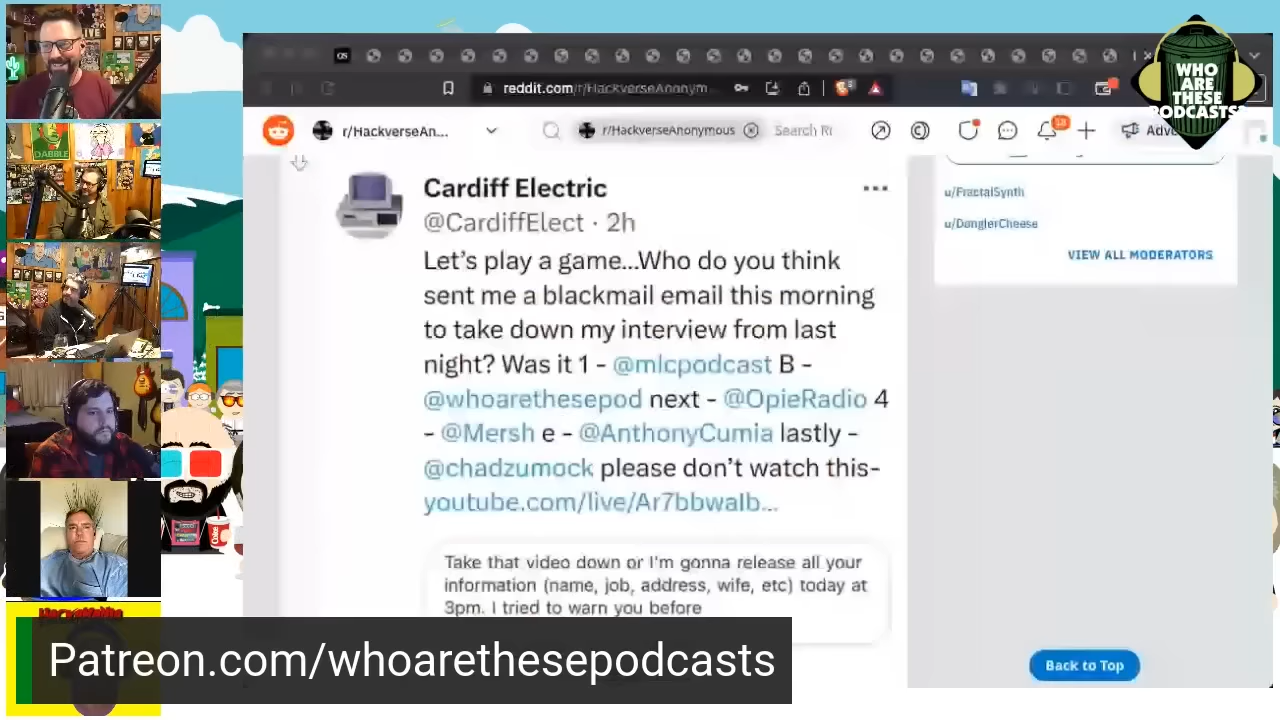 DABBLE
reddit.com/r/HackverseAnonym...
WHO
ARE
THESE
PODCASTS
r/HackverseAn...
r/HackverseAnonymous
Search R
Adv
Cardiff Electric
@CardiffElect · 2h
Let's play a game...Who do you think
sent me a blackmail email this morning
to take down my interview from last
night? Was it 1 - @mlcpodcast B -
@whoarethesepod next - @OpieRadio 4
- @Mersh e - @AnthonyCumia lastly -
@chadzumock please don't watch this-
youtube.com/live/Ar7bbwalb...
Take that video down or I'm gonna release all your
information (name, job, address, wife, etc) today at
3pm. I tried to warn you before
u/FractalSynth
u/DanglerCheese
VIEW ALL MODERATORS
Back to Top
Coke
Patreon.com/whoarethesepodcasts